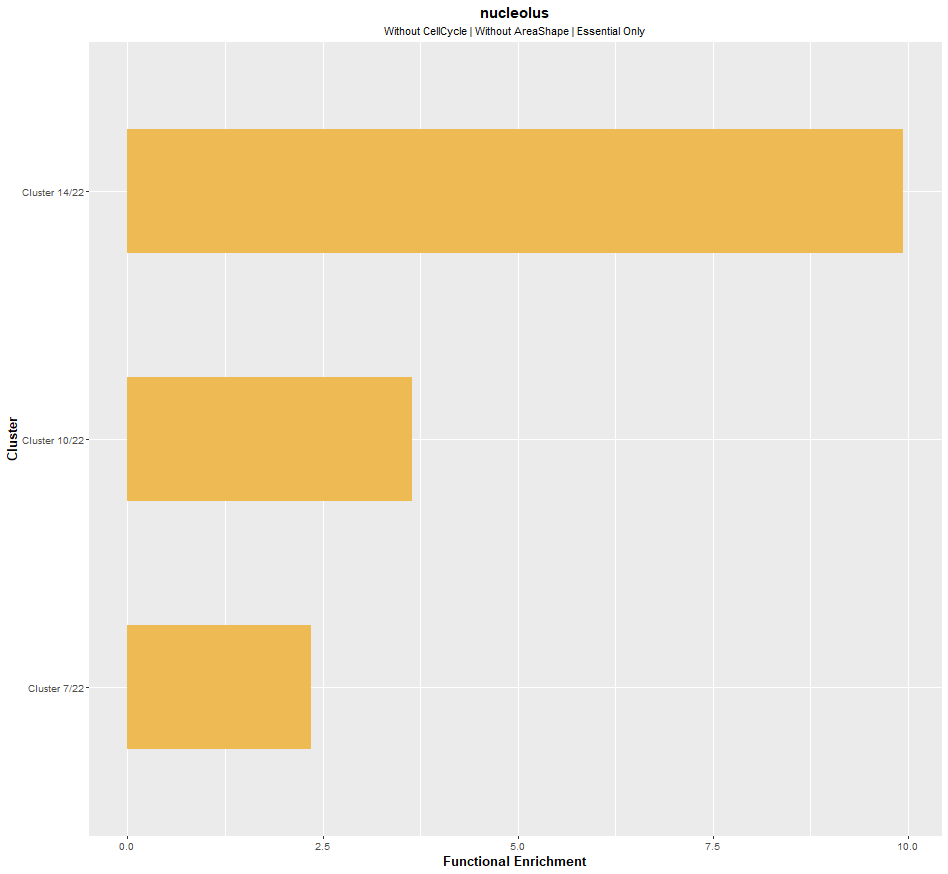 nucleolus
Without CellCycle | Without AreaShape | Essential Only
Cluster
Cluster 14/22
Cluster 10/22
Cluster 7/22
0.0 2.5 5.0 7.5 10.0
Functional Enrichment